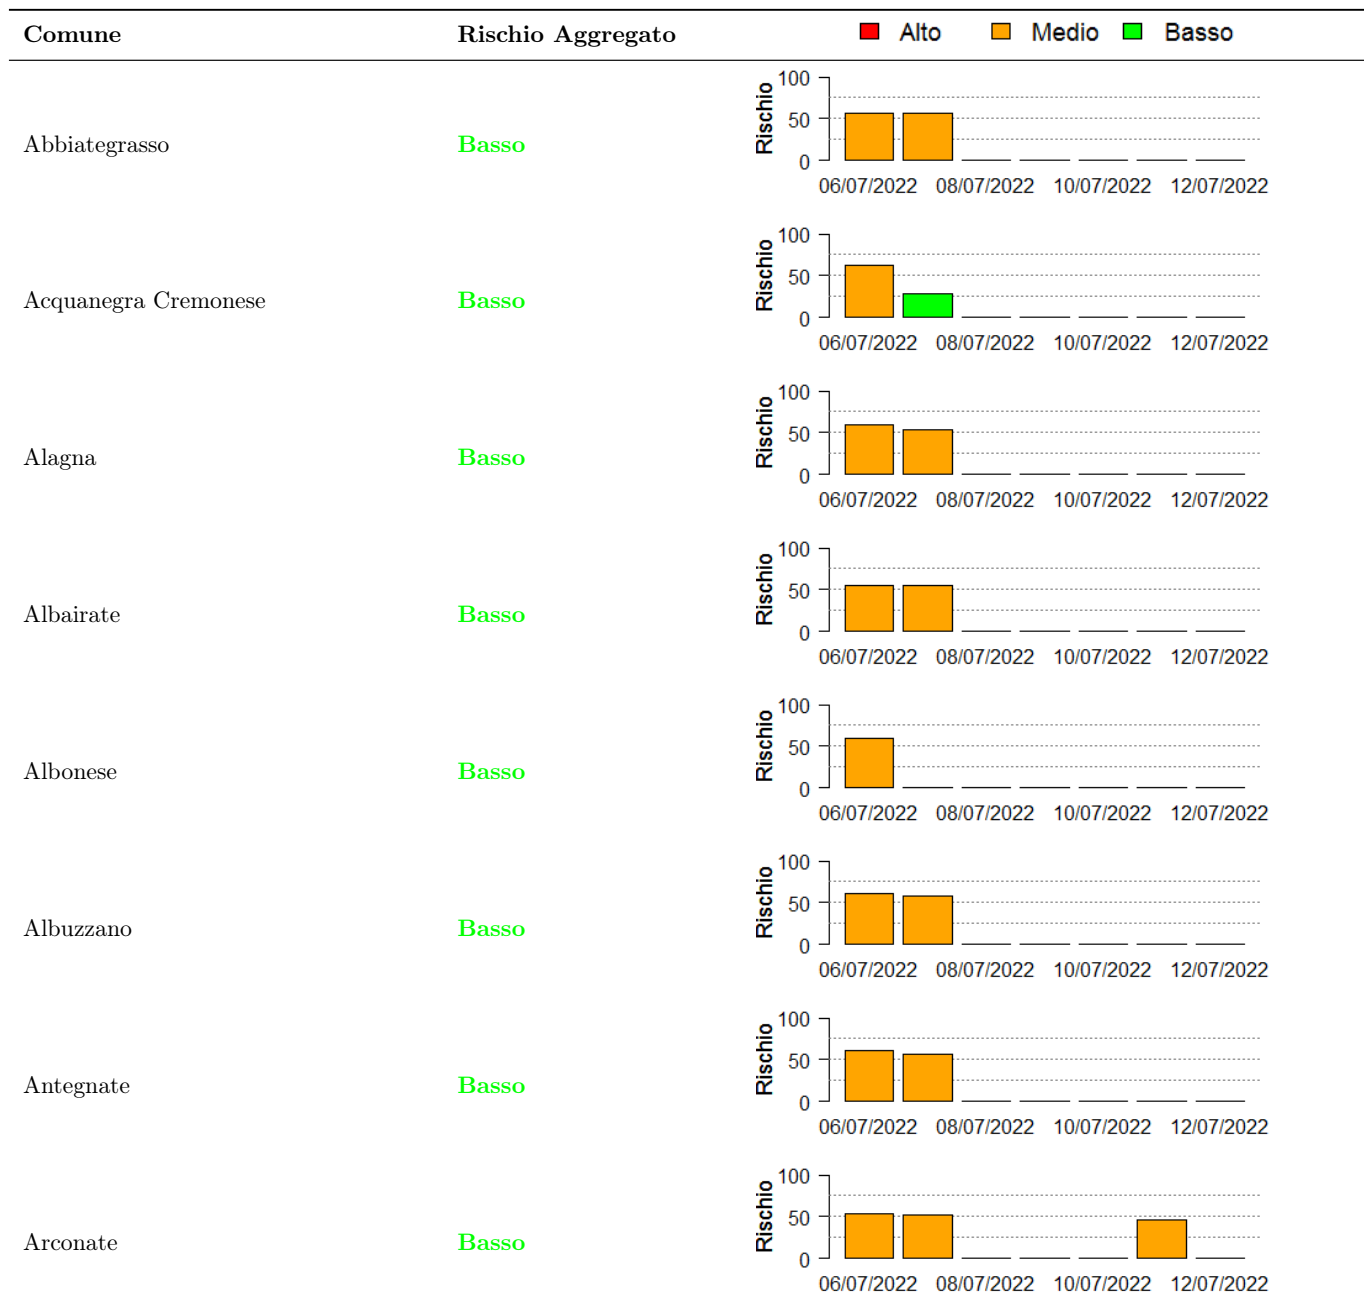 Comune Rischio Aggregato Alto Medio Basso
100
50
0
Rischio
Abbiategrasso Basso
06/07/2022 08/07/2022 10/07/2022 12/07/2022
100
50
0
Rischio
Acquanegra Cremonese Basso
06/07/2022 08/07/2022 10/07/2022 12/07/2022
100
50
0
Rischio
Alagna Basso
06/07/2022 08/07/2022 10/07/2022 12/07/2022
100
50
0
Rischio
Albairate Basso
06/07/2022 08/07/2022 10/07/2022 12/07/2022
100
50
0
Rischio
Albonese Basso
06/07/2022 08/07/2022 10/07/2022 12/07/2022
100
50
0
Rischio
Albuzzano Basso
06/07/2022 08/07/2022 10/07/2022 12/07/2022
100
50
0
Rischio
Antegnate Basso
06/07/2022 08/07/2022 10/07/2022 12/07/2022
100
50
0
Rischio
Arconate Basso
06/07/2022 08/07/2022 10/07/2022 12/07/2022